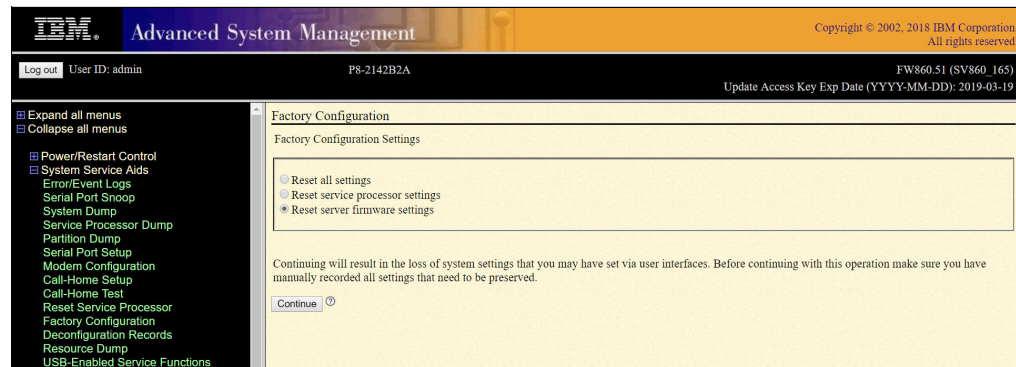 IBM. Advanced System Management
Copyright © 2002, 2018 IBM Corporation
All rights reserved
Log out User ID: admin P8-2142B2A FW860.51 (SV860_165)
Update Access Key Exp Date (YYYY-MM-DD): 2019-03-19
Expand all menus
Collapse all menus
Power/Restart Control
System Service Aids
Error/Event Logs
Serial Port Snoop
System Dump
Service Processor Dump
Partition Dump
Serial Port Setup
Modem Configuration
Call-Home Setup
Call-Home Test
Reset Service Processor
Factory Configuration
Deconfiguration Records
Resource Dump
USB-Enabled Service Functions
Factory Configuration
Factory Configuration Settings
Reset all settings
Reset service processor settings
Reset server firmware settings
Continuing will result in the loss of system settings that you may have set via user interfaces. Before continuing with this operation make sure you have
manually recorded all settings that need to be preserved.
Continue ?